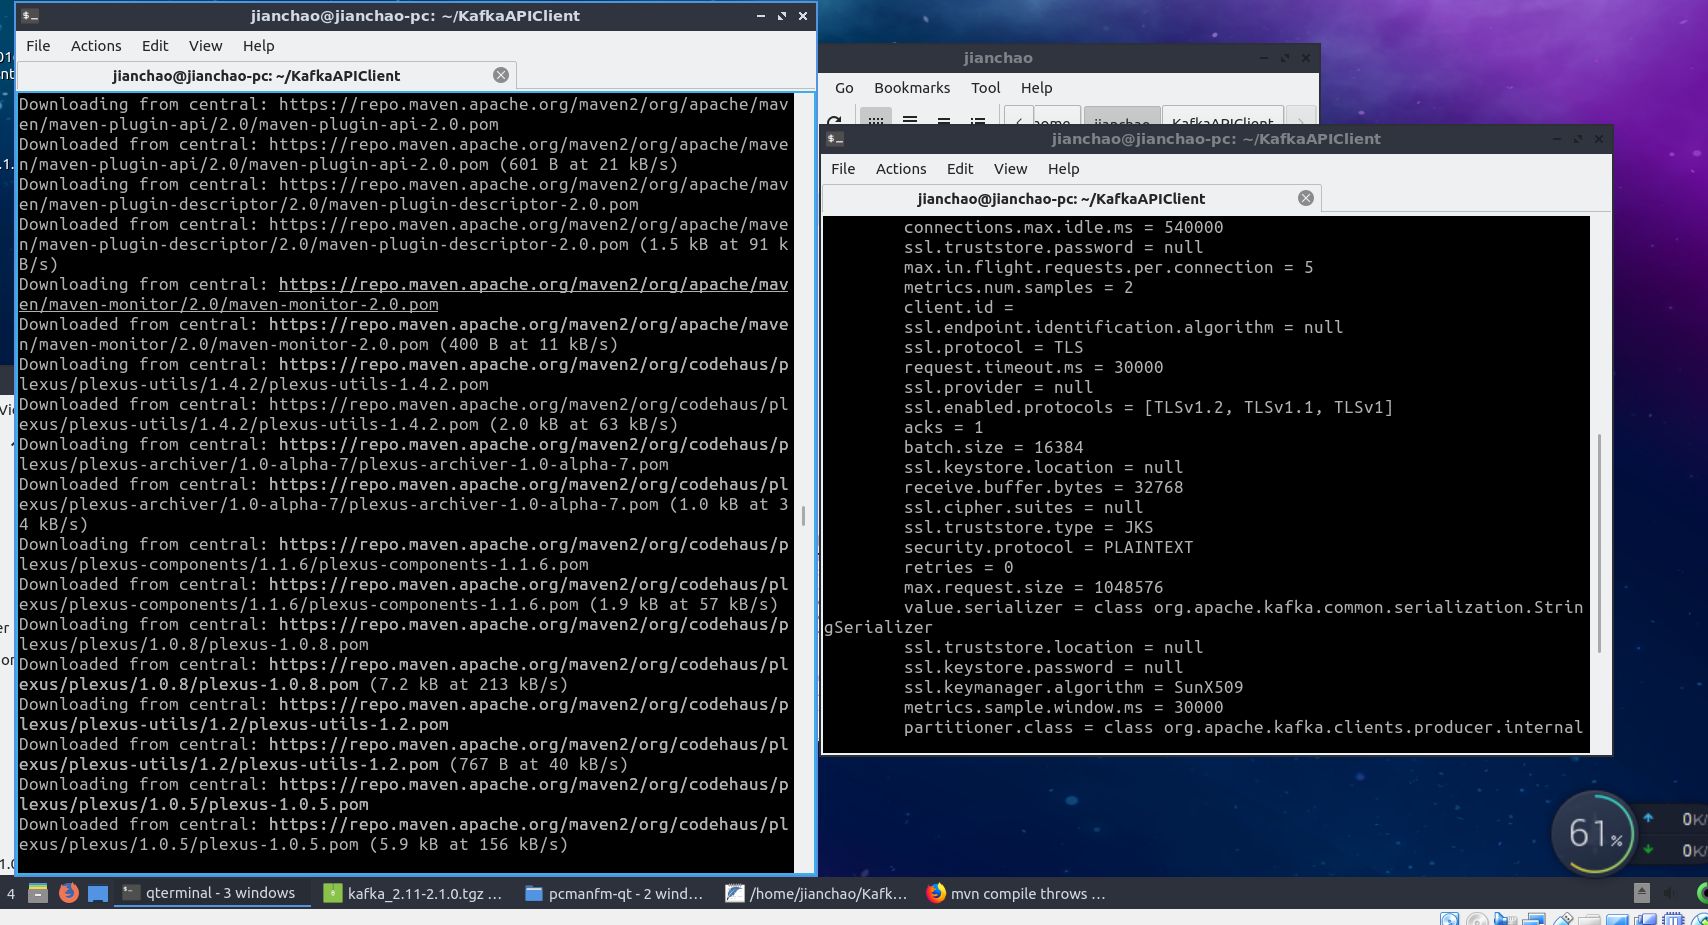 jianchao@jianchao-pc: ~/KafkaAPIClient
File Actions Edit View Help
jianchao@jianchao-pc: ~/KafkaAPIClient
Downloading from central: https://repo.maven.apache.org/maven2/org/apache/mav
en/maven-plugin-api/2.0/maven-plugin-api-2.0.pom
Downloaded from central: https://repo.maven.apache.org/maven2/org/apache/mave
n/maven-plugin-api/2.0/maven-plugin-api-2.0.pom (601 B at 21 kB/s)
Downloading from central: https://repo.maven.apache.org/maven2/org/apache/mav
en/maven-plugin-descriptor/2.0/maven-plugin-descriptor-2.0.pom
Downloaded from central: https://repo.maven.apache.org/maven2/org/apache/mave
n/maven-plugin-descriptor/2.0/maven-plugin-descriptor-2.0.pom (1.5 kB at 91 k
B/s)
Downloading from central: https://repo.maven.apache.org/maven2/org/apache/mav
en/maven-monitor/2.0/maven-monitor-2.0.pom
Downloaded from central: https://repo.maven.apache.org/maven2/org/apache/mave
n/maven-monitor/2.0/maven-monitor-2.0.pom (400 B at 11 kB/s)
Downloading from central: https://repo.maven.apache.org/maven2/org/codehaus/p
lexus/plexus-utils/1.4.2/plexus-utils-1.4.2.pom
Downloaded from central: https://repo.maven.apache.org/maven2/org/codehaus/pl
exus/plexus-utils/1.4.2/plexus-utils-1.4.2.pom (2.0 kB at 63 kB/s)
Downloading from central: https://repo.maven.apache.org/maven2/org/codehaus/p
lexus/plexus-archiver/1.0-alpha-7/plexus-archiver-1.0-alpha-7.pom
Downloaded from central: https://repo.maven.apache.org/maven2/org/codehaus/pl
exus/plexus-archiver/1.0-alpha-7/plexus-archiver-1.0-alpha-7.pom (1.0 kB at 3
4 kB/s)
Downloading from central: https://repo.maven.apache.org/maven2/org/codehaus/p
lexus/plexus-components/1.1.6/plexus-components-1.1.6.pom
Downloaded from central: https://repo.maven.apache.org/maven2/org/codehaus/pl
exus/plexus-components/1.1.6/plexus-components-1.1.6.pom (1.9 kB at 57 kB/s)
Downloading from central: https://repo.maven.apache.org/maven2/org/codehaus/p
lexus/plexus/1.0.8/plexus-1.0.8.pom
Downloaded from central: https://repo.maven.apache.org/maven2/org/codehaus/pl
exus/plexus/1.0.8/plexus-1.0.8.pom (7.2 kB at 213 kB/s)
Downloading from central: https://repo.maven.apache.org/maven2/org/codehaus/p
lexus/plexus-utils/1.2/plexus-utils-1.2.pom
Downloaded from central: https://repo.maven.apache.org/maven2/org/codehaus/pl
exus/plexus-utils/1.2/plexus-utils-1.2.pom (767 B at 40 kB/s)
Downloading from central: https://repo.maven.apache.org/maven2/org/codehaus/p
lexus/plexus/1.0.5/plexus-1.0.5.pom
Downloaded from central: https://repo.maven.apache.org/maven2/org/codehaus/pl
exus/plexus/1.0.5/plexus-1.0.5.pom (5.9 kB at 156 kB/s)
jianchao
Go Bookmarks Tool Help
home jianchao KafkaAPIClient
jianchao@jianchao-pc: ~/KafkaAPIClient
File Actions Edit View Help
jianchao@jianchao-pc: ~/KafkaAPIClient
connections.max.idle.ms = 540000
ssl.truststore.password = null
max.in.flight.requests.per.connection = 5
metrics.num.samples = 2
client.id =
ssl.endpoint.identification.algorithm = null
ssl.protocol = TLS
request.timeout.ms = 30000
ssl.provider = null
ssl.enabled.protocols = [TLSv1.2, TLSv1.1, TLSv1]
acks = 1
batch.size = 16384
ssl.keystore.location = null
receive.buffer.bytes = 32768
ssl.cipher.suites = null
ssl.truststore.type = JKS
security.protocol = PLAINTEXT
retries = 0
max.request.size = 1048576
value.serializer = class org.apache.kafka.common.serialization.Strin
gSerializer
ssl.truststore.location = null
ssl.keystore.password = null
ssl.keymanager.algorithm = SunX509
metrics.sample.window.ms = 30000
partitioner.class = class org.apache.kafka.clients.producer.internal
61%
0K/
0K/
4 qterminal - 3 windows kafka_2.11-2.1.0.tgz ... pcmanfm-qt - 2 wind... /home/jianchao/Kafk... mvn compile throws ...